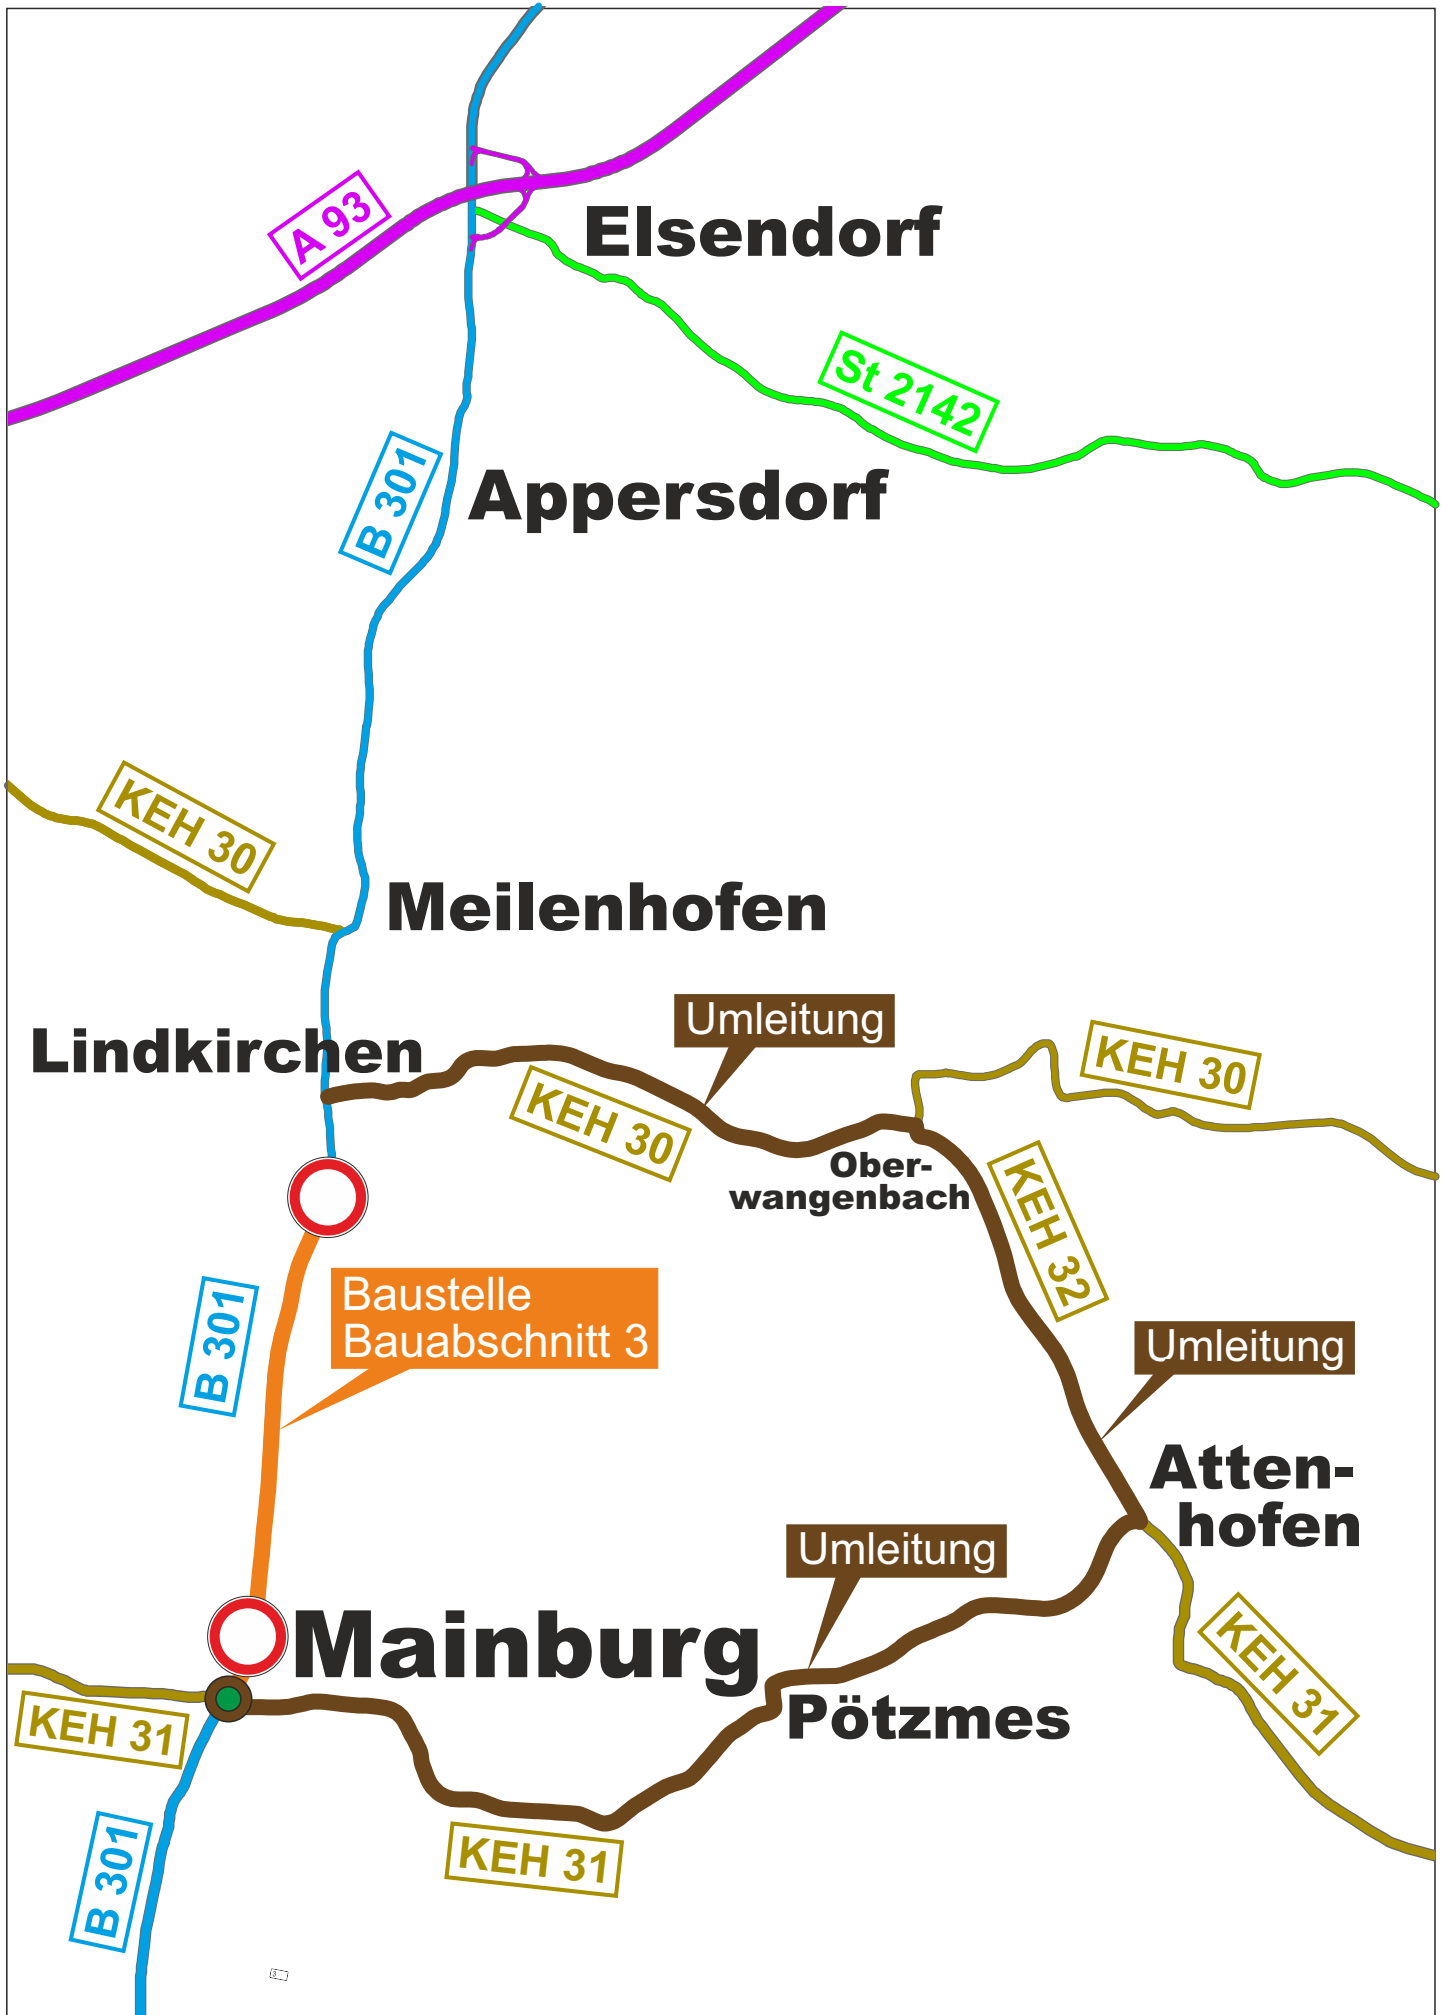 A 93
Elsendorf
St 2142
B 301
Appersdorf
KEH 30
Meilenhofen
Umleitung
Lindkirchen
KEH 30
KEH 30
Ober-
wangenbach
KEH 32
B 301
Baustelle
Bauabschnitt 3
Umleitung
Atten-
hofen
Umleitung
Mainburg
KEH 31
Pötzmes
KEH 31
KEH 31
B 301
3